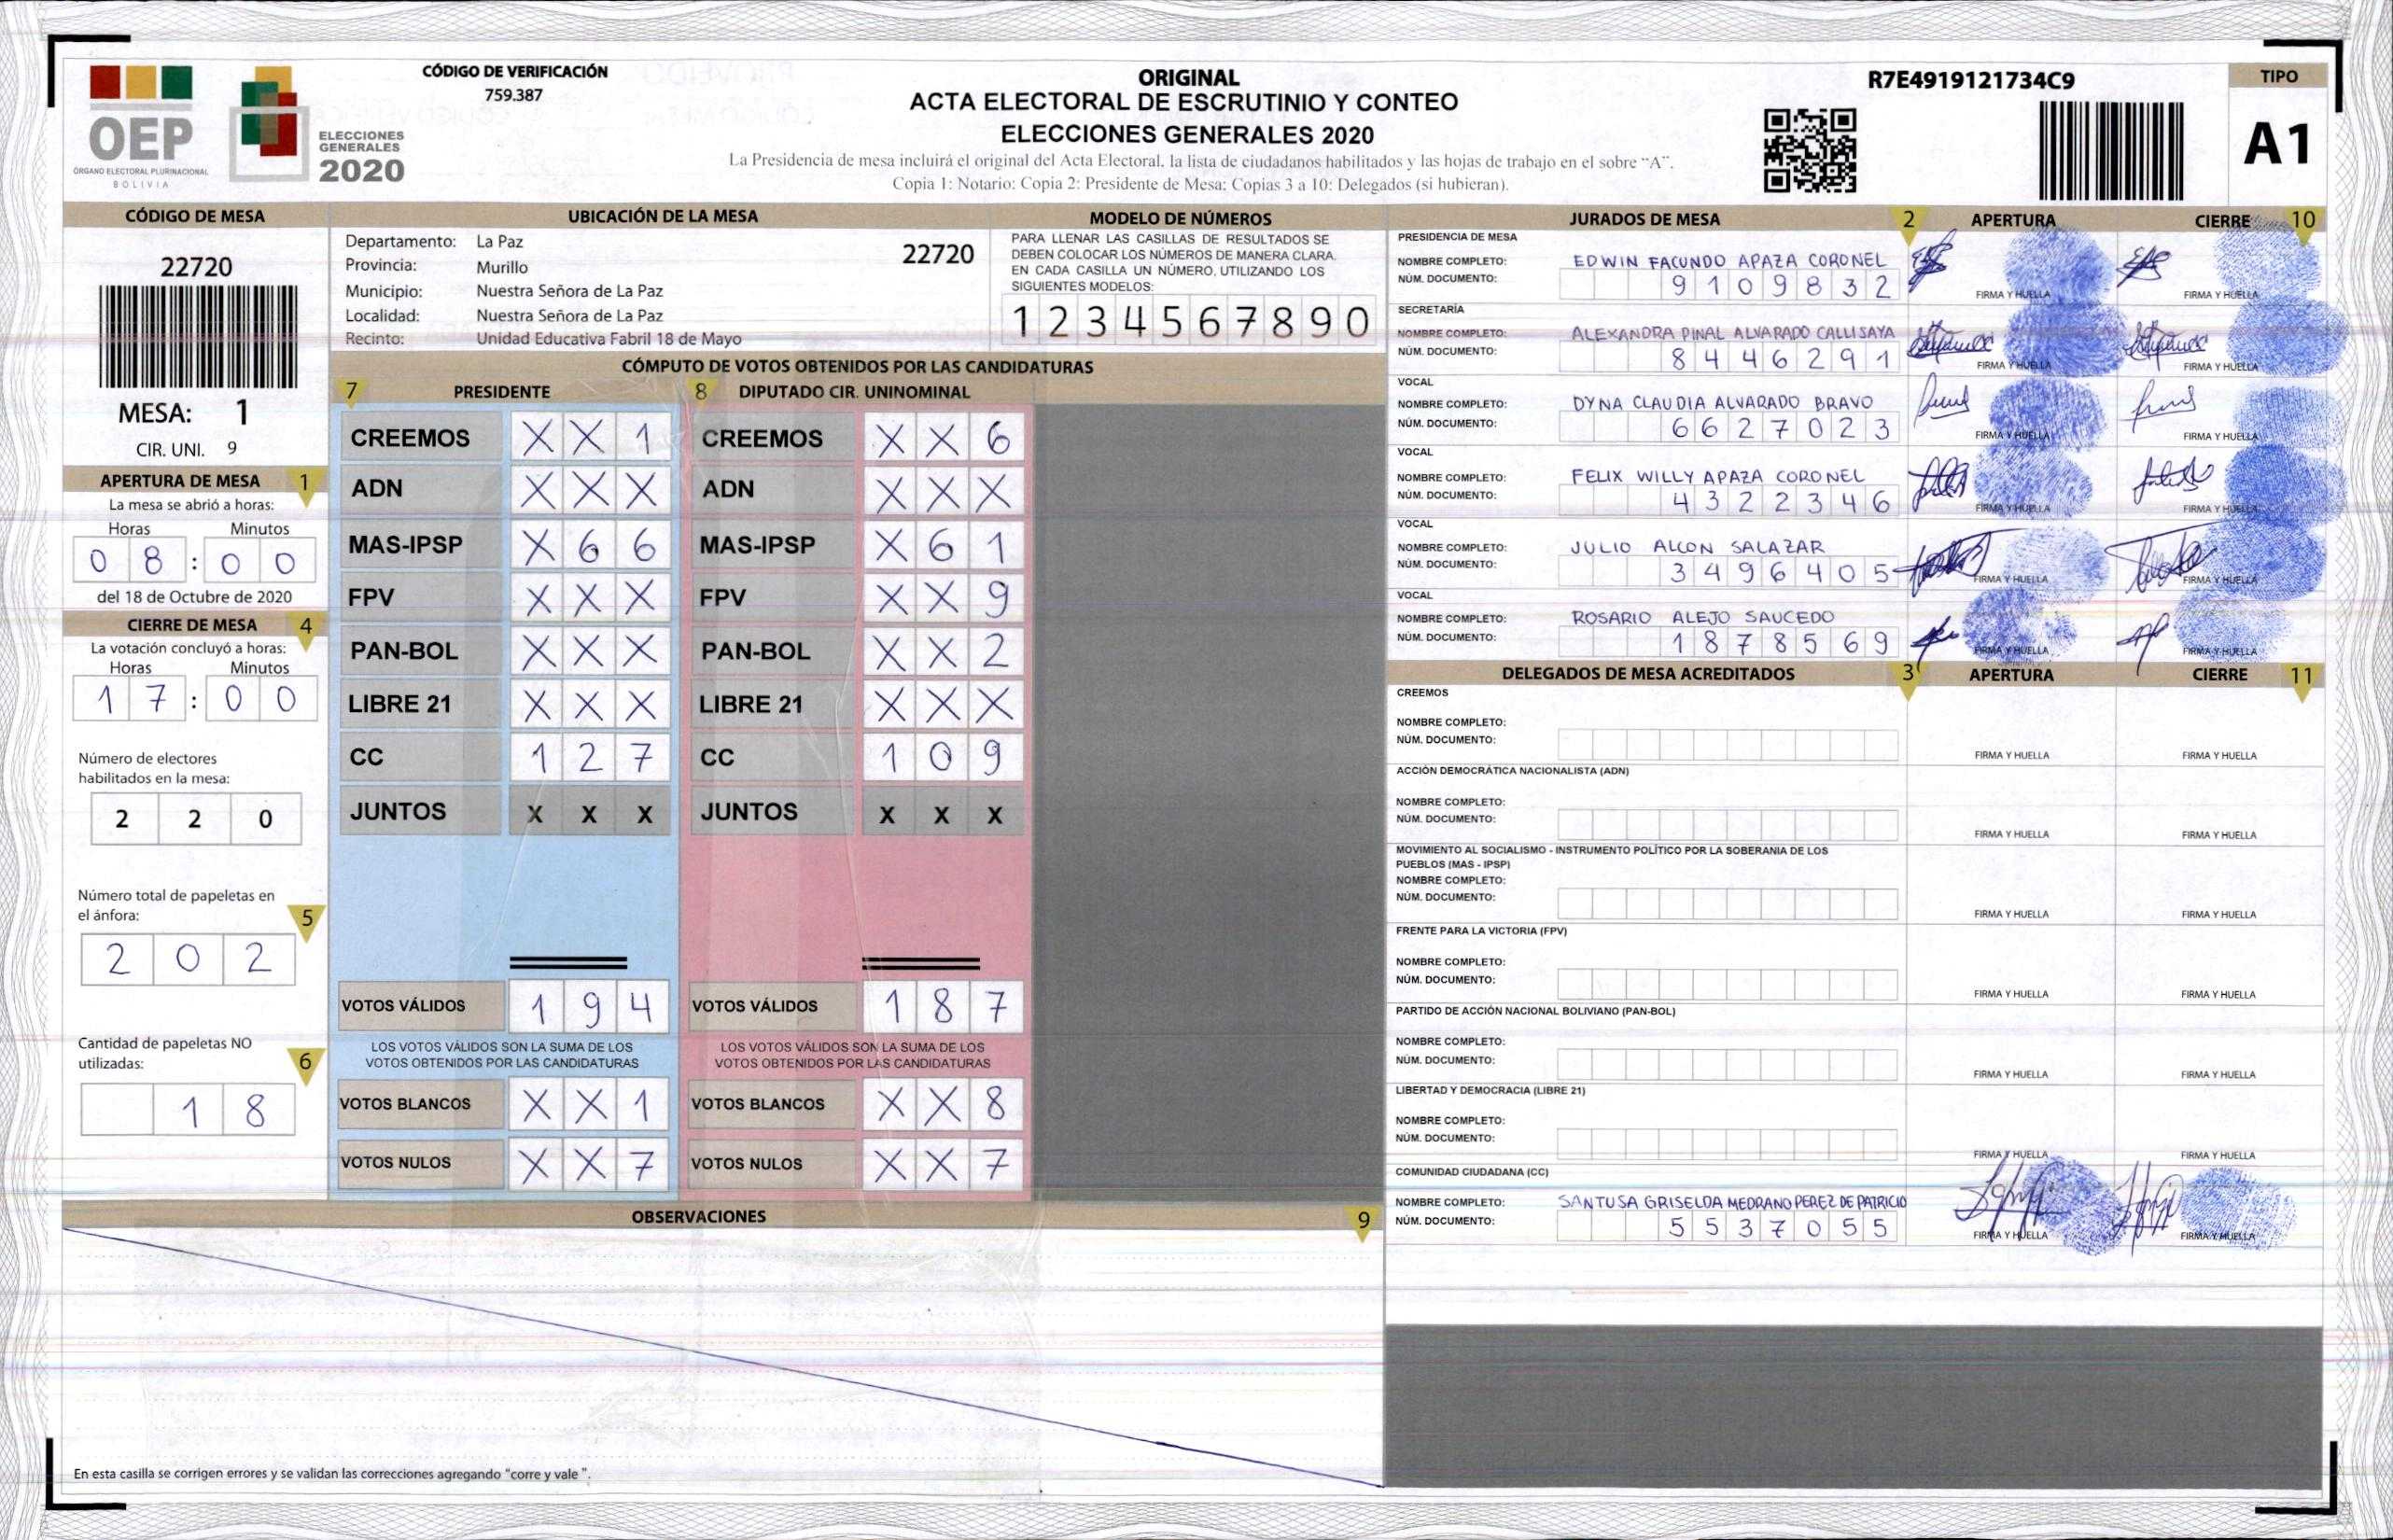 CÓDIGO DE VERIFICACIÓN
759.387
OEP
ÓRGANO ELECTORAL PLURINACIONAL
BOLIVIA
ELECCIONES
GENERALES
2020
ORIGINAL
ACTA ELECTORAL DE ESCRUTINIO Y CONTEO
ELECCIONES GENERALES 2020
La Presidencia de mesa incluirá el original del Acta Electoral, la lista de ciudadanos habilitados y las hojas de trabajo en el sobre "A".
Copia 1: Notario; Copia 2: Presidente de Mesa; Copias 3 a 10: Delegados (si hubieran).
R7E4919121734C9
TIPO
A1
CÓDIGO DE MESA
22720
MESA: 1
CIR. UNI. 9
APERTURA DE MESA 1
La mesa se abrió a horas:
Horas Minutos
0 8 : 0 0
del 18 de Octubre de 2020
CIERRE DE MESA 4
La votación concluyó a horas:
Horas Minutos
1 7 : 0 0
Número de electores
habilitados en la mesa:
2 2 0
Número total de papeletas en
el ánfora: 5
2 0 2
Cantidad de papeletas NO
utilizadas: 6
1 8
UBICACIÓN DE LA MESA
Departamento: La Paz 22720
Provincia: Murillo
Municipio: Nuestra Señora de La Paz
Localidad: Nuestra Señora de La Paz
Recinto: Unidad Educativa Fabril 18 de Mayo
MODELO DE NÚMEROS
PARA LLENAR LAS CASILLAS DE RESULTADOS SE
DEBEN COLOCAR LOS NÚMEROS DE MANERA CLARA.
EN CADA CASILLA UN NÚMERO, UTILIZANDO LOS
SIGUIENTES MODELOS:
1 2 3 4 5 6 7 8 9 0
CÓMPUTO DE VOTOS OBTENIDOS POR LAS CANDIDATURAS
7 PRESIDENTE
CREEMOS X X 1
ADN X X X
MAS-IPSP X 6 6
FPV X X X
PAN-BOL X X X
LIBRE 21 X X X
CC 1 2 7
JUNTOS X X X
VOTOS VÁLIDOS 1 9 4
LOS VOTOS VÁLIDOS SON LA SUMA DE LOS
VOTOS OBTENIDOS POR LAS CANDIDATURAS
VOTOS BLANCOS X X 1
VOTOS NULOS X X 7
8 DIPUTADO CIR. UNINOMINAL
CREEMOS X X 6
ADN X X X
MAS-IPSP X 6 1
FPV X X 9
PAN-BOL X X 2
LIBRE 21 X X X
CC 1 0 9
JUNTOS X X X
VOTOS VÁLIDOS 1 8 7
LOS VOTOS VÁLIDOS SON LA SUMA DE LOS
VOTOS OBTENIDOS POR LAS CANDIDATURAS
VOTOS BLANCOS X X 8
VOTOS NULOS X X 7
OBSERVACIONES 9
En esta casilla se corrigen errores y se validan las correcciones agregando "corre y vale".
JURADOS DE MESA 2 APERTURA CIERRE 10
PRESIDENCIA DE MESA
NOMBRE COMPLETO: EDWIN FACUNDO APAZA CORONEL
NÚM. DOCUMENTO: 9 1 0 9 8 3 2
FIRMA Y HUELLA FIRMA Y HUELLA
SECRETARÍA
NOMBRE COMPLETO: ALEXANDRA PINAL ALVARADO CALLISAYA
NÚM. DOCUMENTO: 8 4 4 6 2 9 1
FIRMA Y HUELLA FIRMA Y HUELLA
VOCAL
NOMBRE COMPLETO: DYNA CLAUDIA ALVARADO BRAVO
NÚM. DOCUMENTO: 6 6 2 7 0 2 3
FIRMA Y HUELLA FIRMA Y HUELLA
VOCAL
NOMBRE COMPLETO: FELIX WILLY APAZA CORONEL
NÚM. DOCUMENTO: 4 3 2 2 3 4 6
FIRMA Y HUELLA FIRMA Y HUELLA
VOCAL
NOMBRE COMPLETO: JULIO ALCON SALAZAR
NÚM. DOCUMENTO: 3 4 9 6 4 0 5
FIRMA Y HUELLA FIRMA Y HUELLA
VOCAL
NOMBRE COMPLETO: ROSARIO ALEJO SAUCEDO
NÚM. DOCUMENTO: 1 8 7 8 5 6 9
FIRMA Y HUELLA FIRMA Y HUELLA
DELEGADOS DE MESA ACREDITADOS 3 APERTURA CIERRE 11
CREEMOS
NOMBRE COMPLETO:
NÚM. DOCUMENTO:
FIRMA Y HUELLA FIRMA Y HUELLA
ACCIÓN DEMOCRÁTICA NACIONALISTA (ADN)
NOMBRE COMPLETO:
NÚM. DOCUMENTO:
FIRMA Y HUELLA FIRMA Y HUELLA
MOVIMIENTO AL SOCIALISMO - INSTRUMENTO POLÍTICO POR LA SOBERANIA DE LOS
PUEBLOS (MAS - IPSP)
NOMBRE COMPLETO:
NÚM. DOCUMENTO:
FIRMA Y HUELLA FIRMA Y HUELLA
FRENTE PARA LA VICTORIA (FPV)
NOMBRE COMPLETO:
NÚM. DOCUMENTO:
FIRMA Y HUELLA FIRMA Y HUELLA
PARTIDO DE ACCIÓN NACIONAL BOLIVIANO (PAN-BOL)
NOMBRE COMPLETO:
NÚM. DOCUMENTO:
FIRMA Y HUELLA FIRMA Y HUELLA
LIBERTAD Y DEMOCRACIA (LIBRE 21)
NOMBRE COMPLETO:
NÚM. DOCUMENTO:
FIRMA Y HUELLA FIRMA Y HUELLA
COMUNIDAD CIUDADANA (CC)
NOMBRE COMPLETO: SANTUSA GRISELDA MEDRANO PEREZ DE PATRICIO
NÚM. DOCUMENTO: 5 5 3 7 0 5 5
FIRMA Y HUELLA FIRMA Y HUELLA